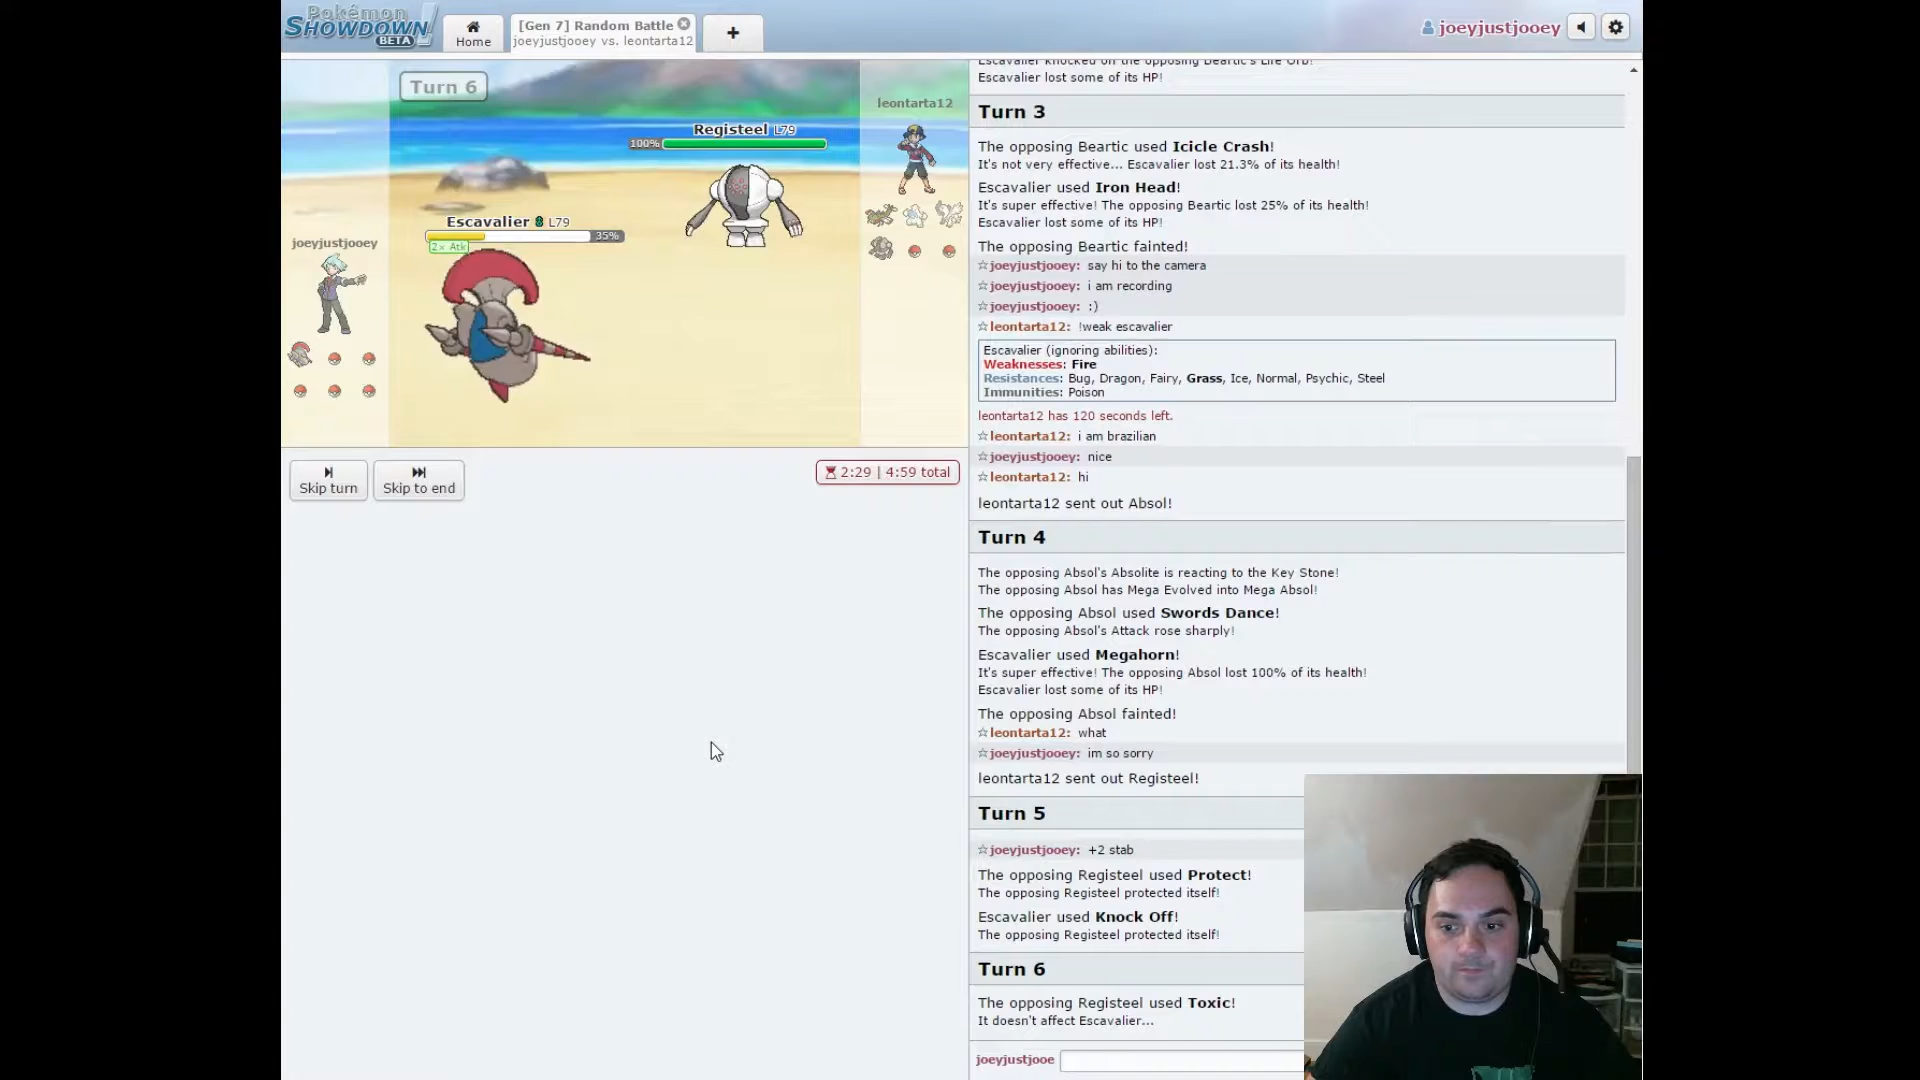 Pokémon
SHOWDOWN!
BETA
Home
[Gen 7] Random Battle
joeyjustjooey vs. leontarta12
+
joeyjustjooey
Turn 6
leontarta12
Registeel L79
100%
Escavalier L79
35%
2× Atk
joeyjustjooey
Skip turn
Skip to end
2:29 | 4:59 total
Escavalier knocked off the opposing Beartic's Life Orb!
Escavalier lost some of its HP!
Turn 3
The opposing Beartic used Icicle Crash!
It's not very effective... Escavalier lost 21.3% of its health!
Escavalier used Iron Head!
It's super effective! The opposing Beartic lost 25% of its health!
Escavalier lost some of its HP!
The opposing Beartic fainted!
☆joeyjustjooey: say hi to the camera
☆joeyjustjooey: i am recording
☆joeyjustjooey: :)
☆leontarta12: !weak escavalier
Escavalier (ignoring abilities):
Weaknesses: Fire
Resistances: Bug, Dragon, Fairy, Grass, Ice, Normal, Psychic, Steel
Immunities: Poison
leontarta12 has 120 seconds left.
☆leontarta12: i am brazilian
☆joeyjustjooey: nice
☆leontarta12: hi
leontarta12 sent out Absol!
Turn 4
The opposing Absol's Absolite is reacting to the Key Stone!
The opposing Absol has Mega Evolved into Mega Absol!
The opposing Absol used Swords Dance!
The opposing Absol's Attack rose sharply!
Escavalier used Megahorn!
It's super effective! The opposing Absol lost 100% of its health!
Escavalier lost some of its HP!
The opposing Absol fainted!
☆leontarta12: what
☆joeyjustjooey: im so sorry
leontarta12 sent out Registeel!
Turn 5
☆joeyjustjooey: +2 stab
The opposing Registeel used Protect!
The opposing Registeel protected itself!
Escavalier used Knock Off!
The opposing Registeel protected itself!
Turn 6
The opposing Registeel used Toxic!
It doesn't affect Escavalier...
joeyjustjooe